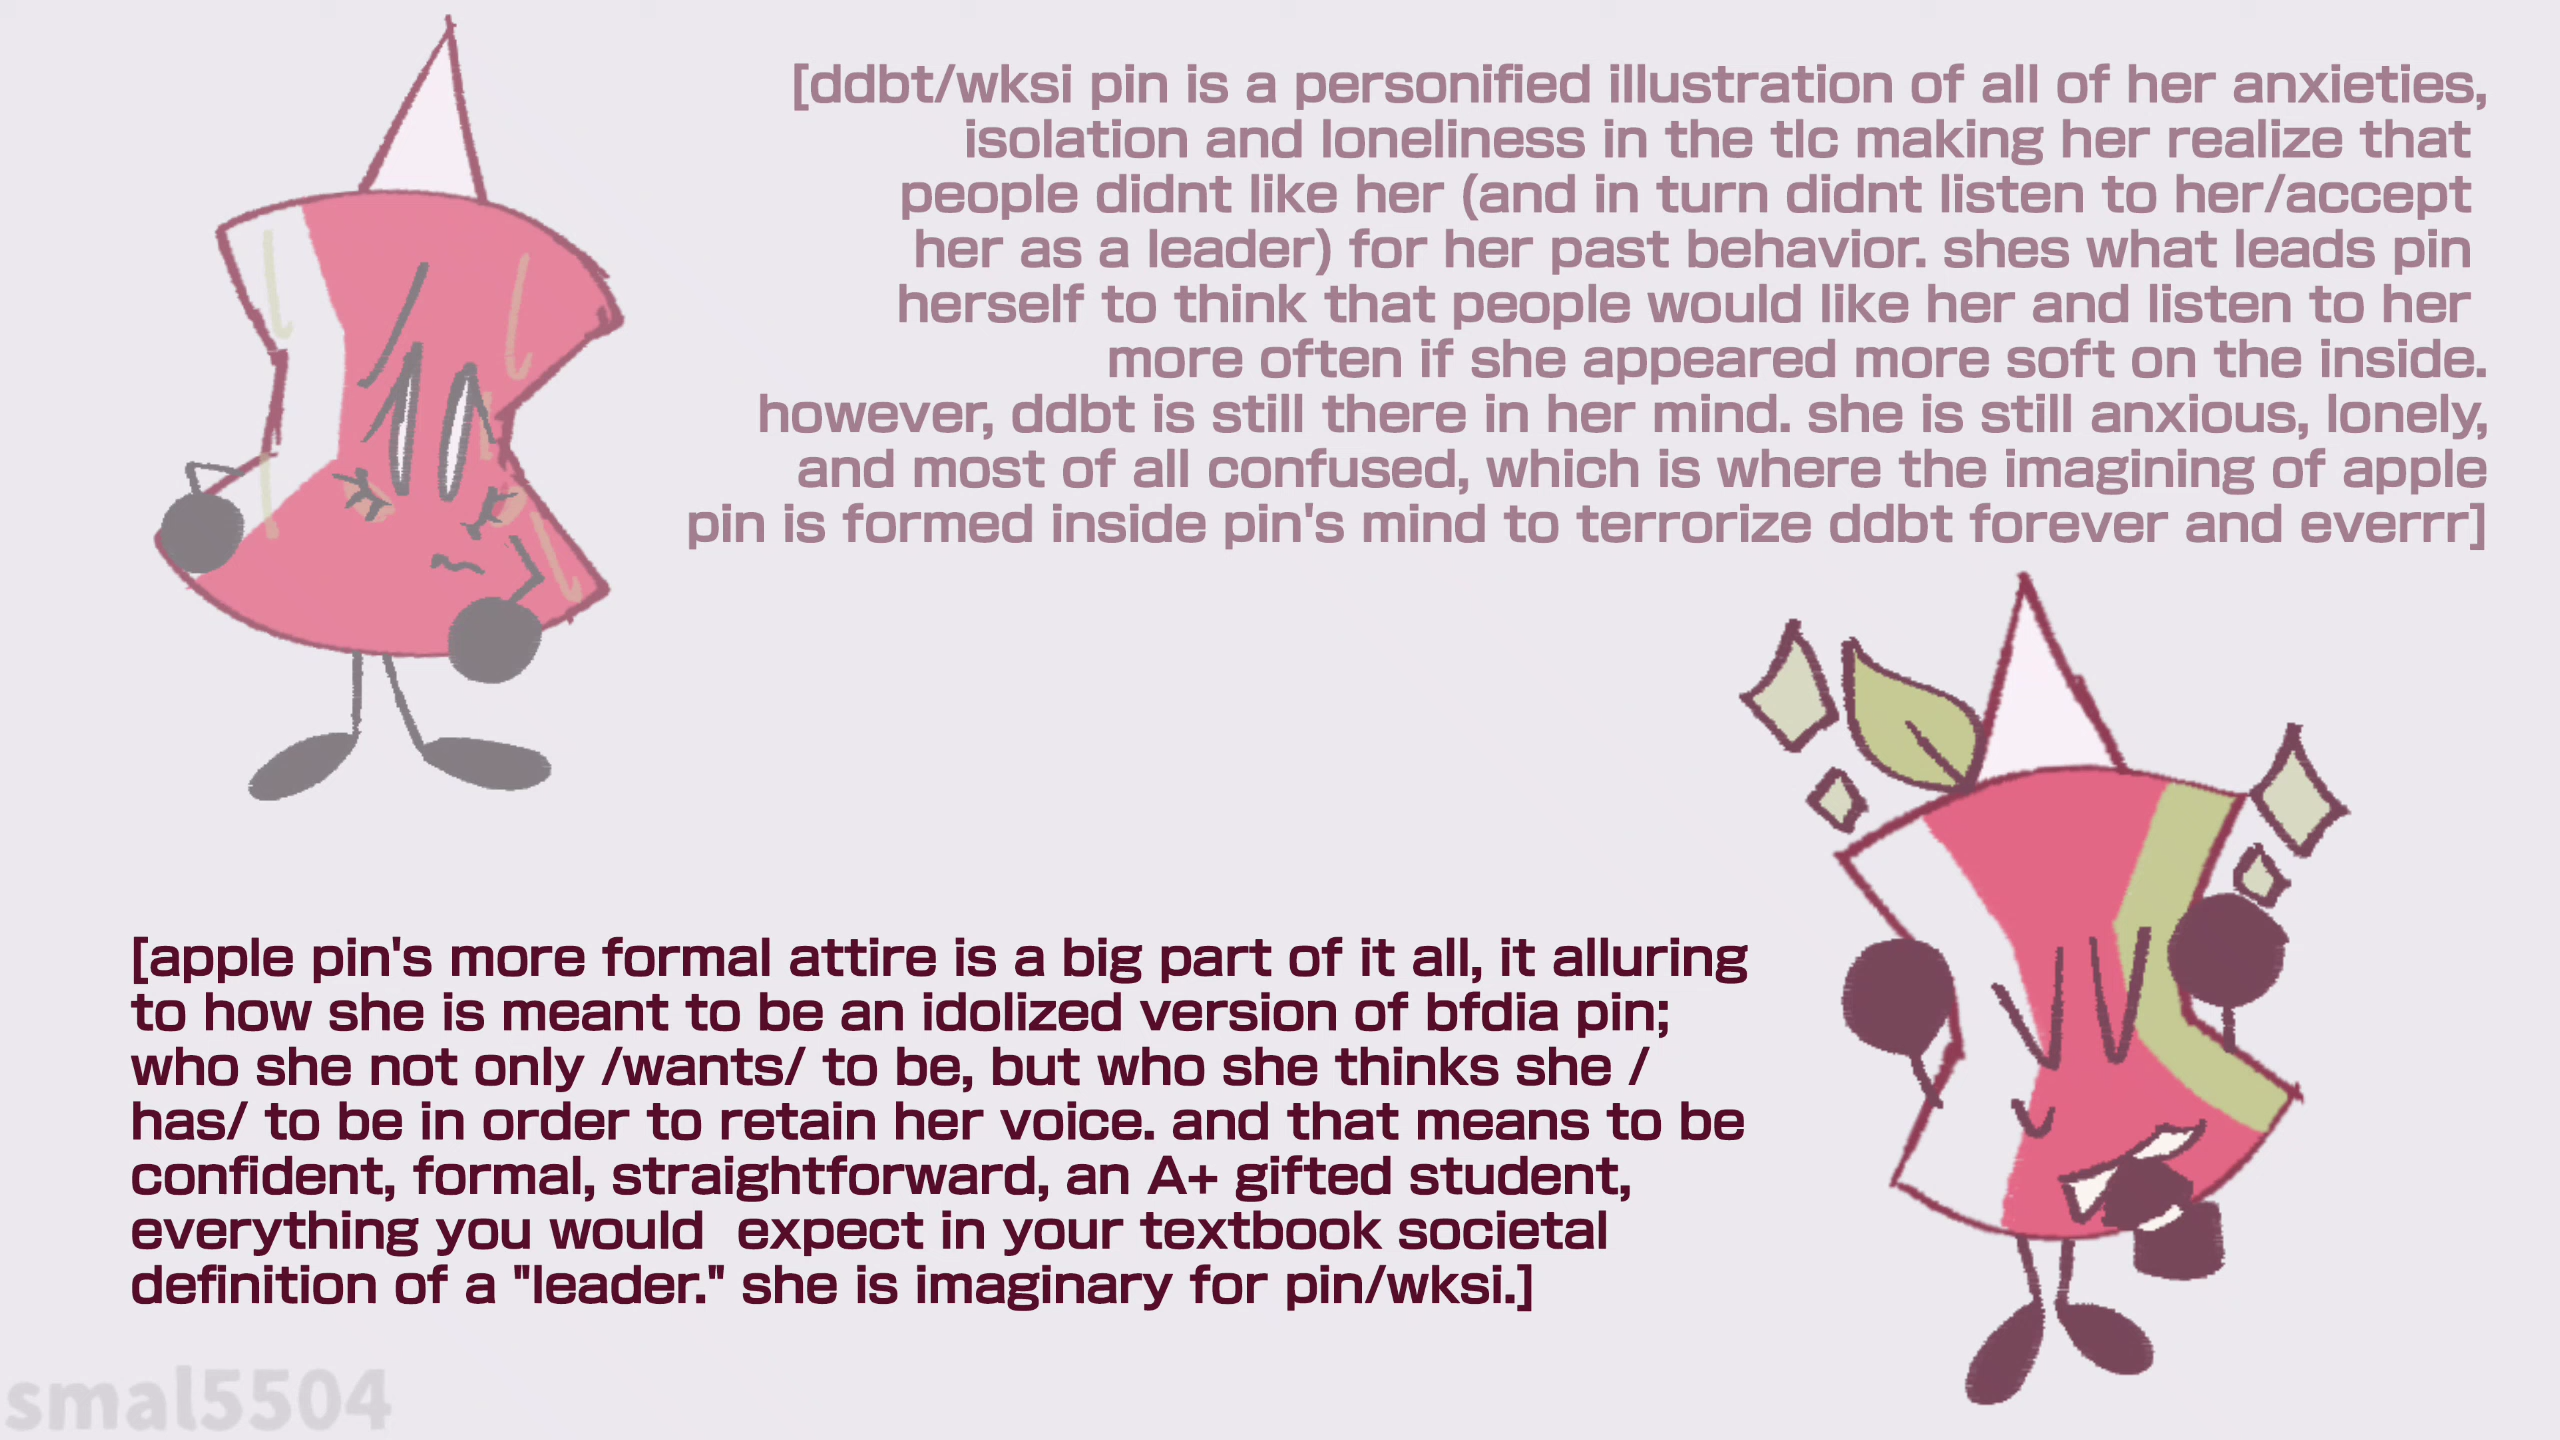 [ddbt/wksi pin is a personified illustration of all of her anxieties,
isolation and loneliness in the tlc making her realize that
people didnt like her (and in turn didnt listen to her/accept
her as a leader) for her past behavior. shes what leads pin
herself to think that people would like her and listen to her
more often if she appeared more soft on the inside.
however, ddbt is still there in her mind. she is still anxious, lonely,
and most of all confused, which is where the imagining of apple
pin is formed inside pin's mind to terrorize ddbt forever and everrr]
[apple pin's more formal attire is a big part of it all, it alluring
to how she is meant to be an idolized version of bfdia pin;
who she not only /wants/ to be, but who she thinks she /
has/ to be in order to retain her voice. and that means to be
confident, formal, straightforward, an A+ gifted student,
everything you would  expect in your textbook societal
definition of a "leader." she is imaginary for pin/wksi.]
smal5504